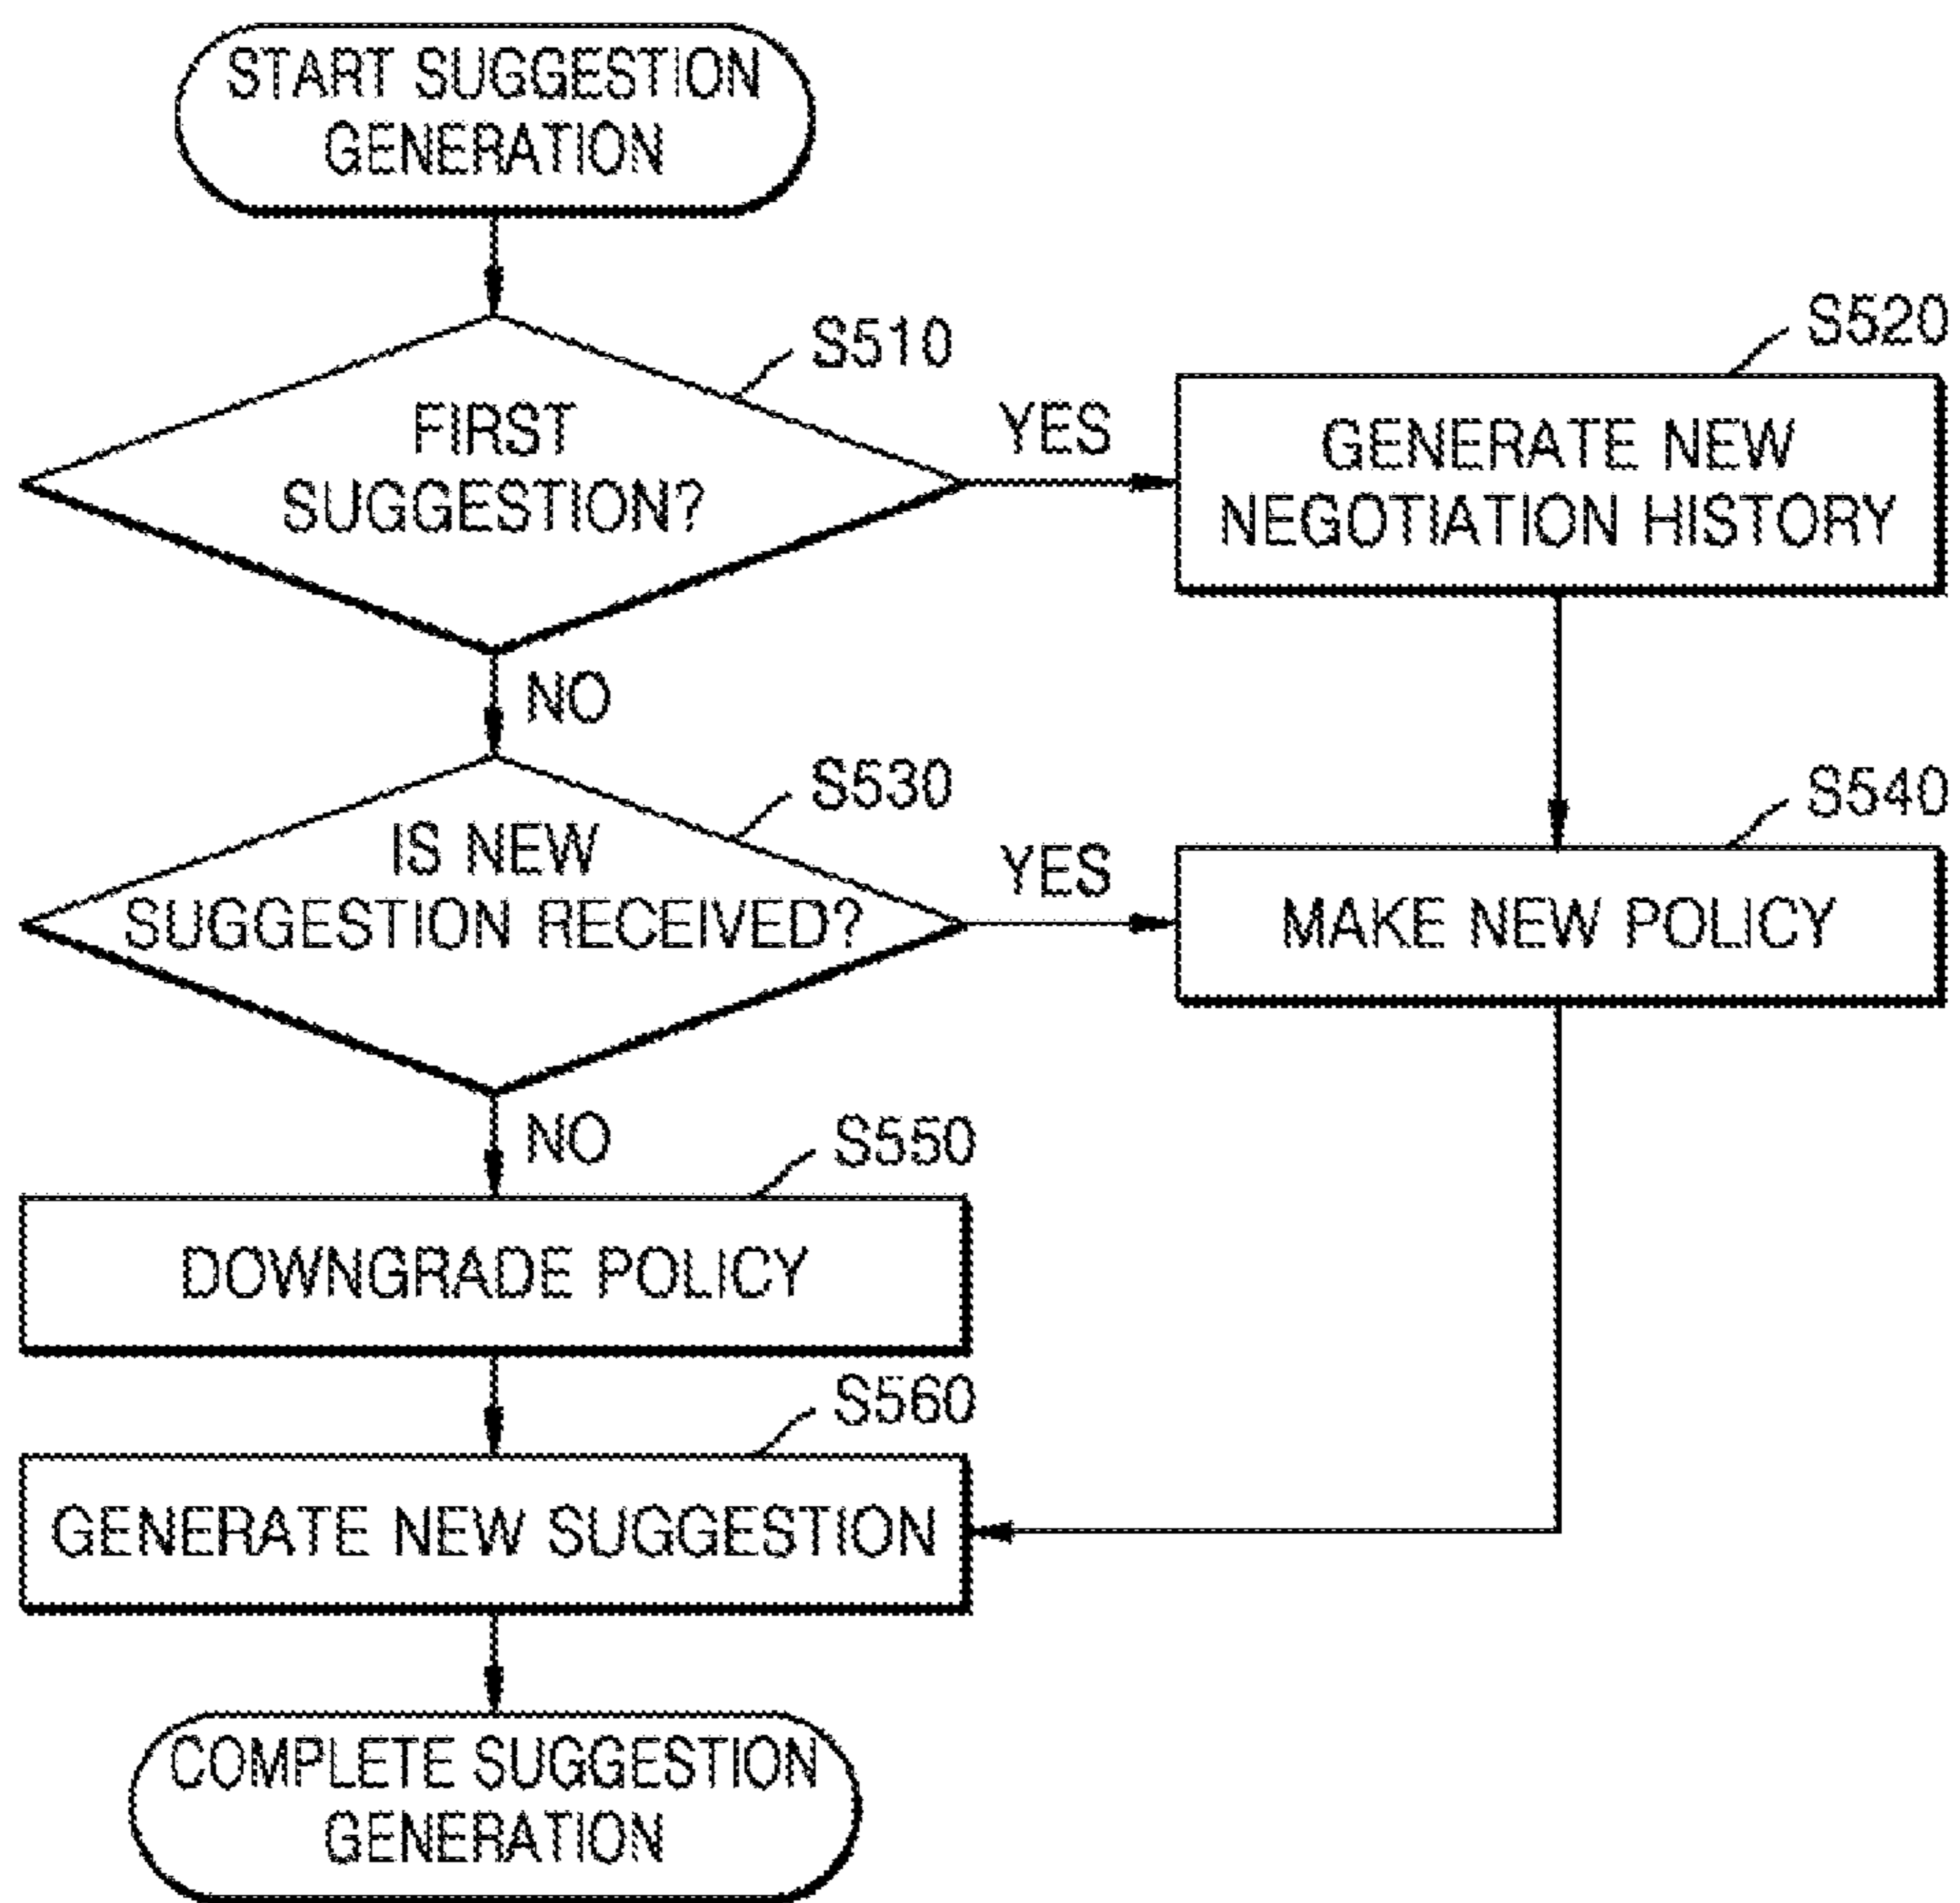 START SUGGESTION
GENERATION
S510
FIRST
SUGGESTION?
YES
S520
GENERATE NEW
NEGOTIATION HISTORY
NO
S530
IS NEW
SUGGESTION RECEIVED?
YES
S540
MAKE NEW POLICY
NO
S550
DOWNGRADE POLICY
S560
GENERATE NEW SUGGESTION
COMPLETE SUGGESTION
GENERATION